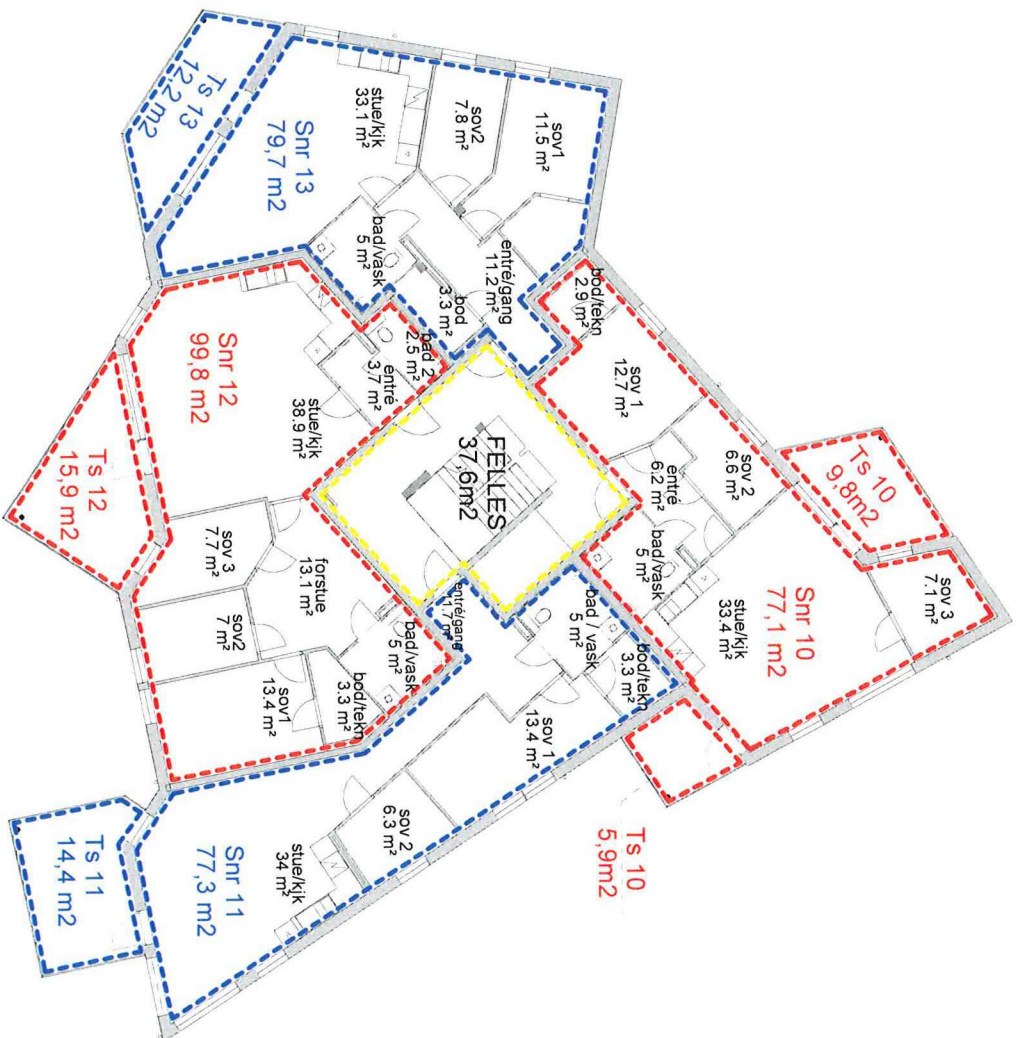 Ts 13
12,2 m2
Snr 13
79,7 m2
stue/kjk
33.1 m²
sov2
7.8 m²
sov1
11.5 m²
bad/vask
5 m²
entré/gang
11.2 m²
bod
3.3 m²
bod/tekn
2.9 m²
bad 2
2.5 m²
entré
3.7 m²
Snr 12
99,8 m2
stue/kjk
38.9 m²
Ts 12
15,9 m2
FELLES
37,6m2
sov 1
12.7 m²
sov 2
6.6 m²
entré
6.2 m²
bad/vask
5 m²
Ts 10
9,8m2
sov 3
7.1 m²
Snr 10
77,1 m2
stue/kjk
33.4 m²
sov 3
7.7 m²
forstue
13.1 m²
sov2
7 m²
sov1
13.4 m²
bod/tekn
3.3 m²
bad/vask
5 m²
entré/gang
bad / vask
5 m²
bod/tekn
3.3 m²
sov 1
13.4 m²
Ts 10
5,9m2
sov 2
6.3 m²
stue/kjk
34 m²
Snr 11
77,3 m2
Ts 11
14,4 m2